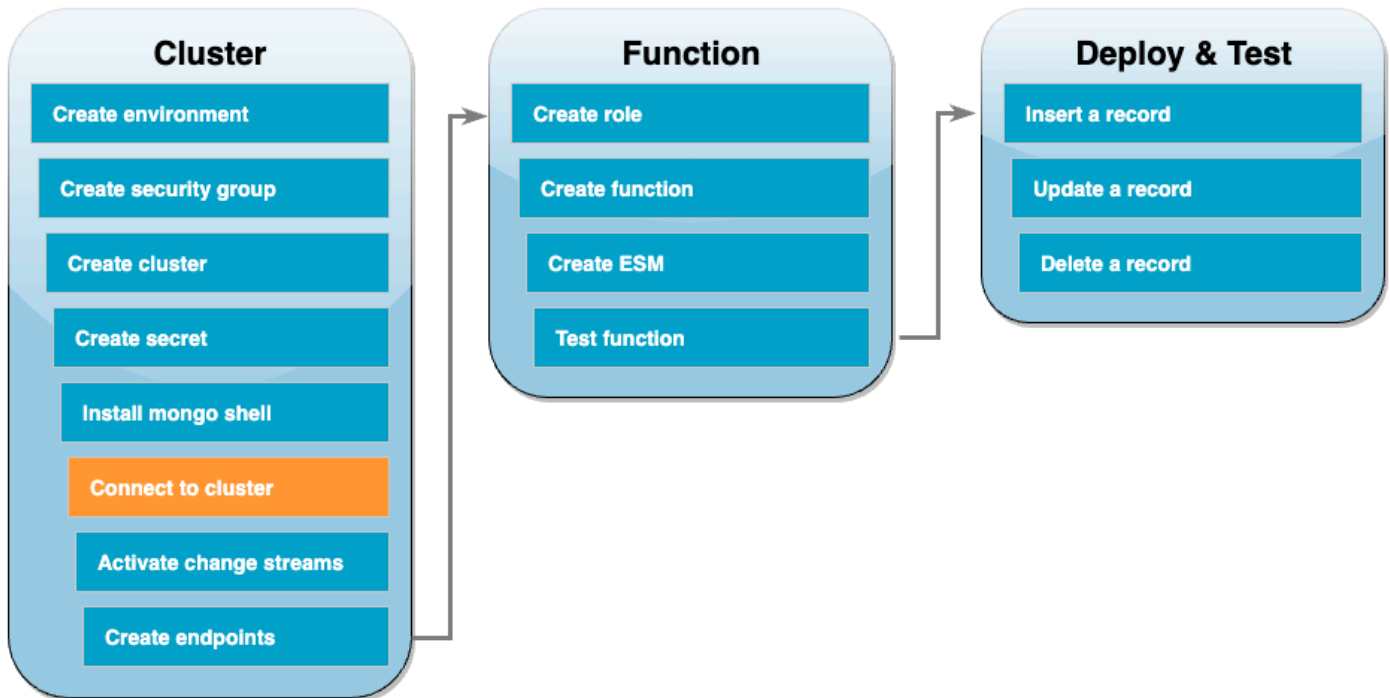 Cluster
Create environment
Create security group
Create cluster
Create secret
Install mongo shell
Connect to cluster
Activate change streams
Create endpoints
Function
Create role
Create function
Create ESM
Test function
Deploy & Test
Insert a record
Update a record
Delete a record